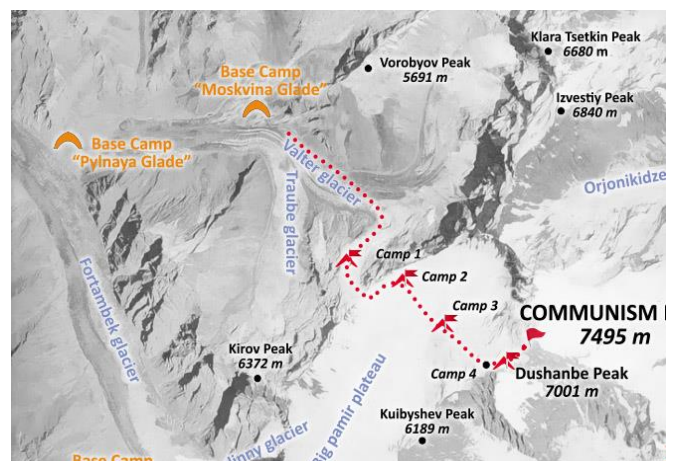 Klara Tsetkin Peak
6680 m
Vorobyov Peak
5691 m
Base Camp
"Moskvina Glade"
Izvestiy Peak
6840 m
Base Camp
"Pylnaya Glade"
Valter glacier
Traube glacier
Orjonikidze
Fortambek glacier
Camp 1
Camp 2
Camp 3
COMMUNISM
7495 m
Kirov Peak
6372 m
Camp 4
Dushanbe Peak
7001 m
Kuibyshev Peak
6189 m
pamir plateau
glacier
Base Camp